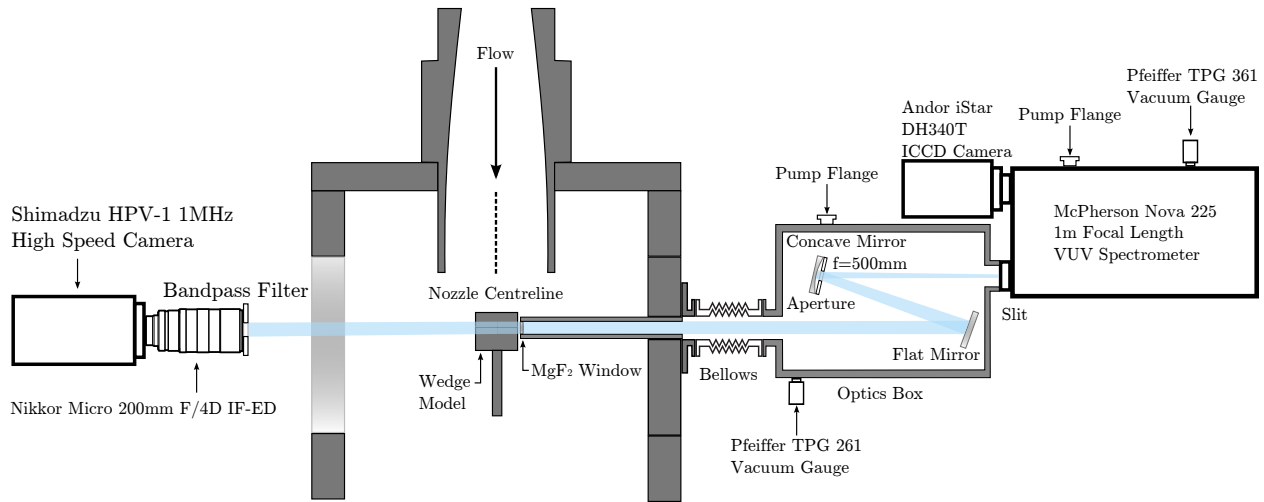 Flow
Pfeiffer TPG 361
Vacuum Gauge
Andor iStar
DH340T
ICCD Camera
Pump Flange
Pump Flange
McPherson Nova 225
1m Focal Length
VUV Spectrometer
Shimadzu HPV-1 1MHz
High Speed Camera
Concave Mirror
f=500mm
Aperture
Bandpass Filter
Nozzle Centreline
Slit
Flat Mirror
Wedge
Model
MgF₂ Window
Bellows
Optics Box
Nikkor Micro 200mm F/4D IF-ED
Pfeiffer TPG 261
Vacuum Gauge